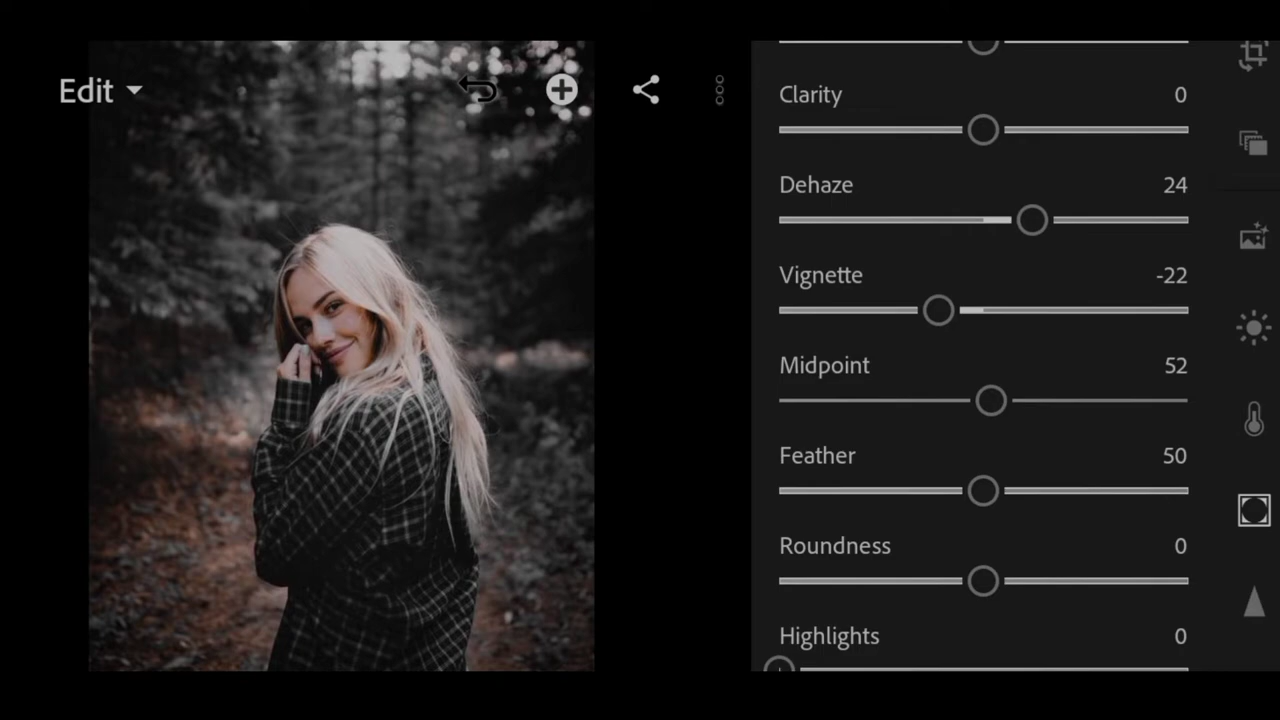 Edit
Clarity 0
Dehaze 24
Vignette -22
Midpoint 52
Feather 50
Roundness 0
Highlights 0